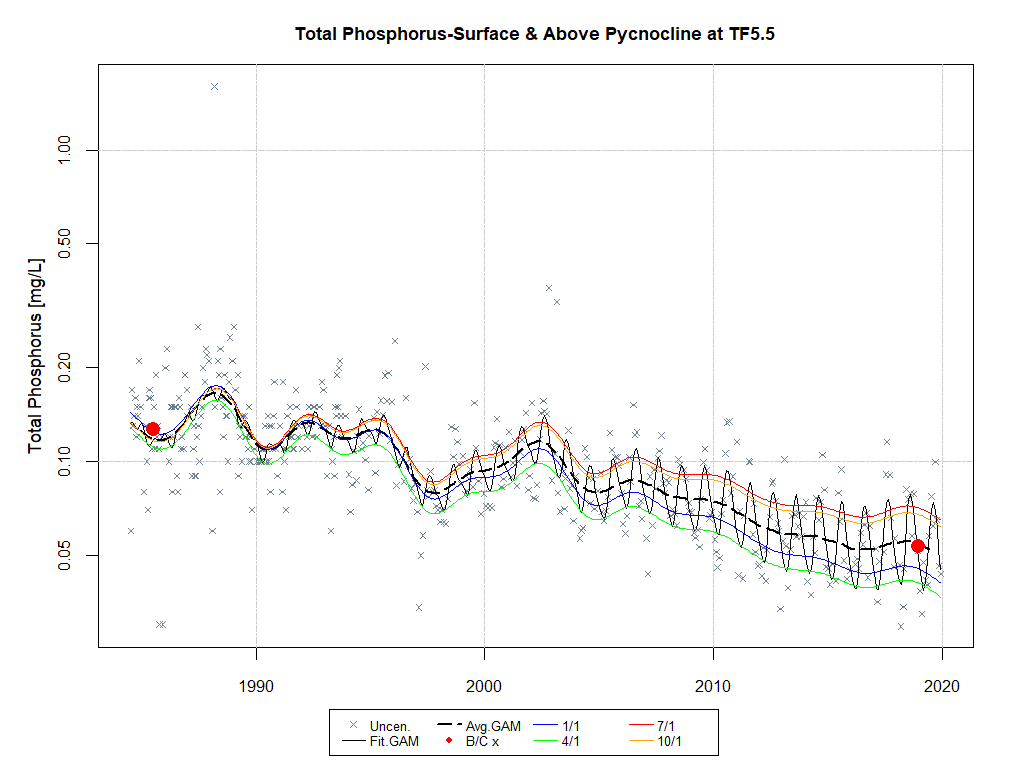 Total Phosphorus-Surface & Above Pycnocline at TF5.5
Total Phosphorus [mg/L]
1.00
0.50
0.20
0.10
0.05
1990 2000 2010 2020
Uncen. Avg.GAM 1/1 7/1
Fit.GAM B/C x 4/1 10/1